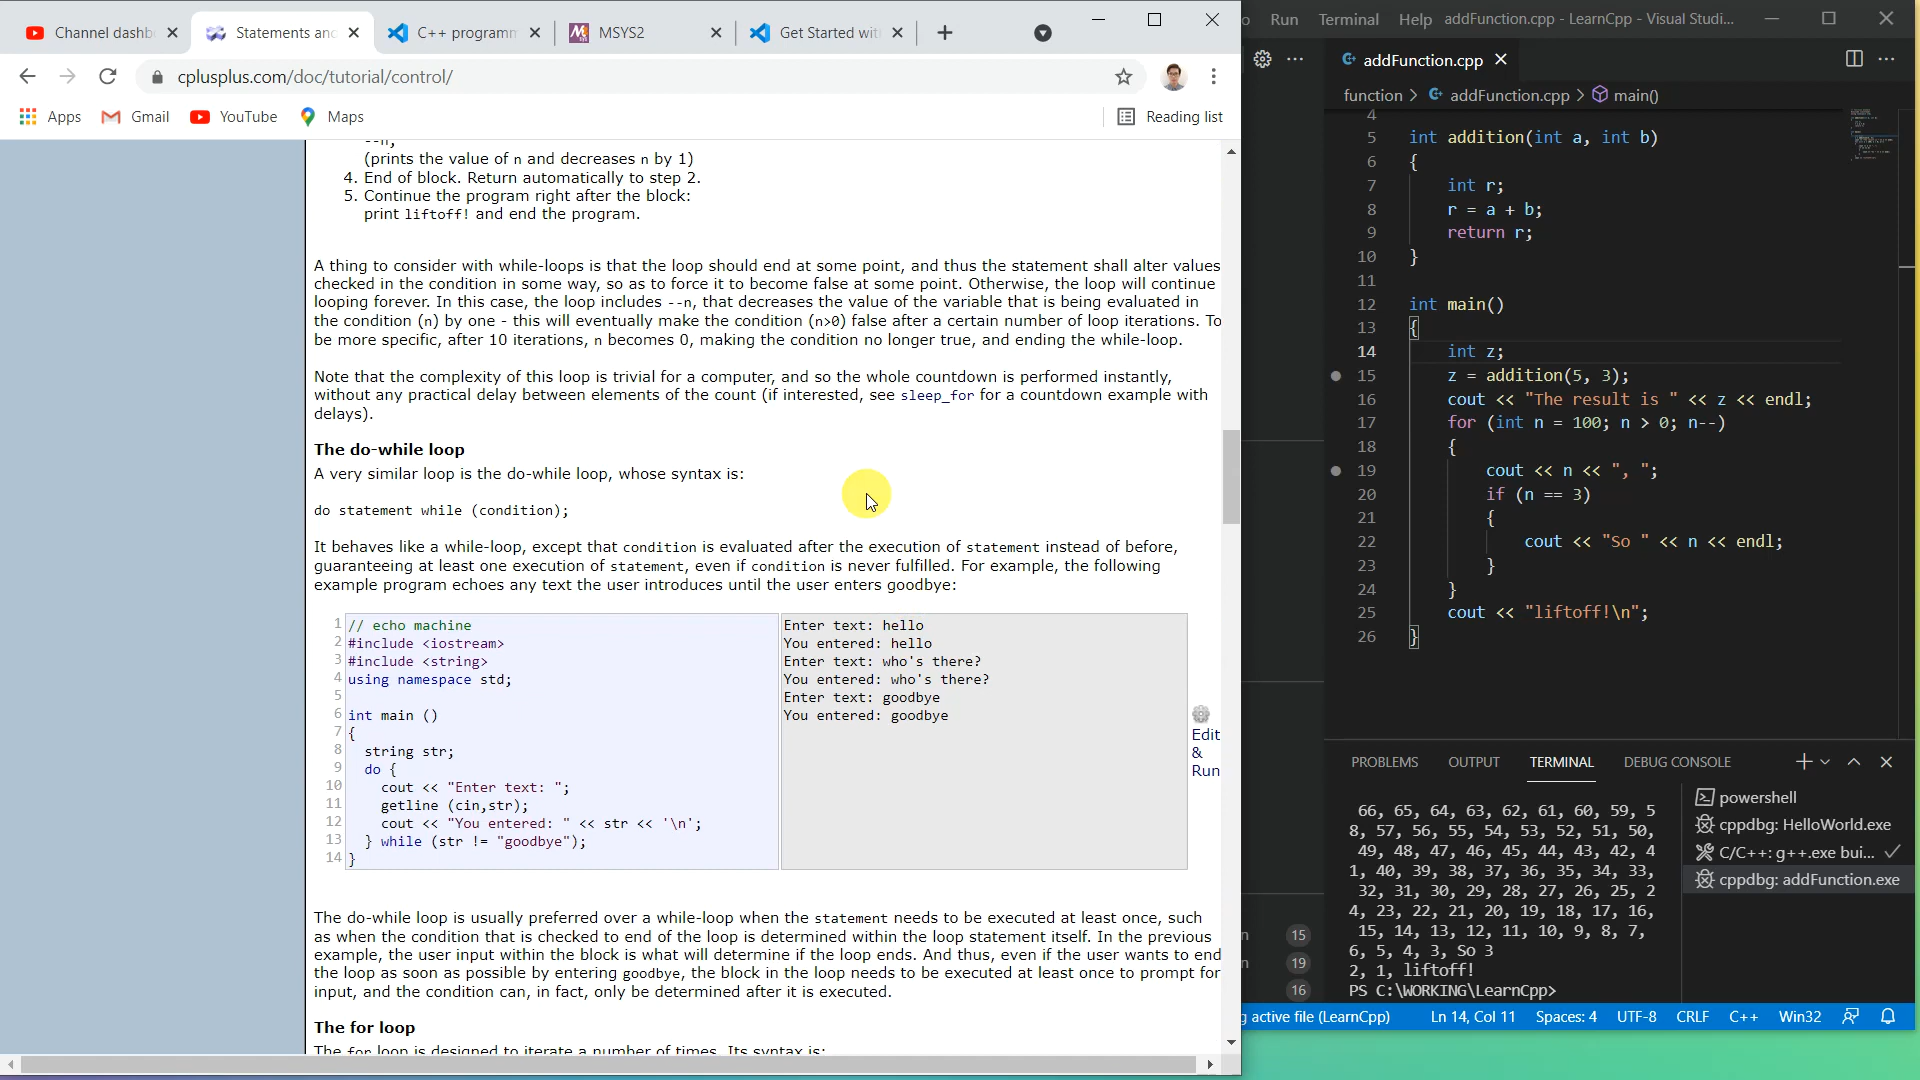 Channel dashb
Statements and
C++ programm
MSYS2
Get Started wit
cplusplus.com/doc/tutorial/control/
Apps
Gmail
YouTube
Maps
Reading list
--n;
(prints the value of n and decreases n by 1)
4. End of block. Return automatically to step 2.
5. Continue the program right after the block:
print liftoff! and end the program.
A thing to consider with while-loops is that the loop should end at some point, and thus the statement shall alter values
checked in the condition in some way, so as to force it to become false at some point. Otherwise, the loop will continue
looping forever. In this case, the loop includes --n, that decreases the value of the variable that is being evaluated in
the condition (n) by one - this will eventually make the condition (n>0) false after a certain number of loop iterations. To
be more specific, after 10 iterations, n becomes 0, making the condition no longer true, and ending the while-loop.
Note that the complexity of this loop is trivial for a computer, and so the whole countdown is performed instantly,
without any practical delay between elements of the count (if interested, see sleep_for for a countdown example with
delays).
The do-while loop
A very similar loop is the do-while loop, whose syntax is:
do statement while (condition);
It behaves like a while-loop, except that condition is evaluated after the execution of statement instead of before,
guaranteeing at least one execution of statement, even if condition is never fulfilled. For example, the following
example program echoes any text the user introduces until the user enters goodbye:
1 // echo machine
2 #include <iostream>
3 #include <string>
4 using namespace std;
5
6 int main ()
7 {
8 string str;
9 do {
10 cout << "Enter text: ";
11 getline (cin,str);
12 cout << "You entered: " << str << '\n';
13 } while (str != "goodbye");
14 }
Enter text: hello
You entered: hello
Enter text: who's there?
You entered: who's there?
Enter text: goodbye
You entered: goodbye
Edit
&
Run
The do-while loop is usually preferred over a while-loop when the statement needs to be executed at least once, such
as when the condition that is checked to end of the loop is determined within the loop statement itself. In the previous
example, the user input within the block is what will determine if the loop ends. And thus, even if the user wants to end
the loop as soon as possible by entering goodbye, the block in the loop needs to be executed at least once to prompt for
input, and the condition can, in fact, only be determined after it is executed.
The for loop
The for loop is designed to iterate a number of times. Its syntax is:
o Run Terminal Help addFunction.cpp - LearnCpp - Visual Studi...
addFunction.cpp
function > addFunction.cpp > main()
4
5 int addition(int a, int b)
6 {
7 int r;
8 r = a + b;
9 return r;
10 }
11
12 int main()
13 {
14 int z;
15 z = addition(5, 3);
16 cout << "The result is " << z << endl;
17 for (int n = 100; n > 0; n--)
18 {
19 cout << n << ", ";
20 if (n == 3)
21 {
22 cout << "So " << n << endl;
23 }
24 }
25 cout << "liftoff!\n";
26 }
PROBLEMS OUTPUT TERMINAL DEBUG CONSOLE
66, 65, 64, 63, 62, 61, 60, 59, 5
8, 57, 56, 55, 54, 53, 52, 51, 50,
49, 48, 47, 46, 45, 44, 43, 42, 4
1, 40, 39, 38, 37, 36, 35, 34, 33,
32, 31, 30, 29, 28, 27, 26, 25, 2
4, 23, 22, 21, 20, 19, 18, 17, 16,
15, 14, 13, 12, 11, 10, 9, 8, 7,
6, 5, 4, 3, So 3
2, 1, liftoff!
PS C:\WORKING\LearnCpp>
powershell
cppdbg: HelloWorld.exe
C/C++: g++.exe bui...
cppdbg: addFunction.exe
n 15
n 19
16
g active file (LearnCpp) Ln 14, Col 11 Spaces: 4 UTF-8 CRLF C++ Win32